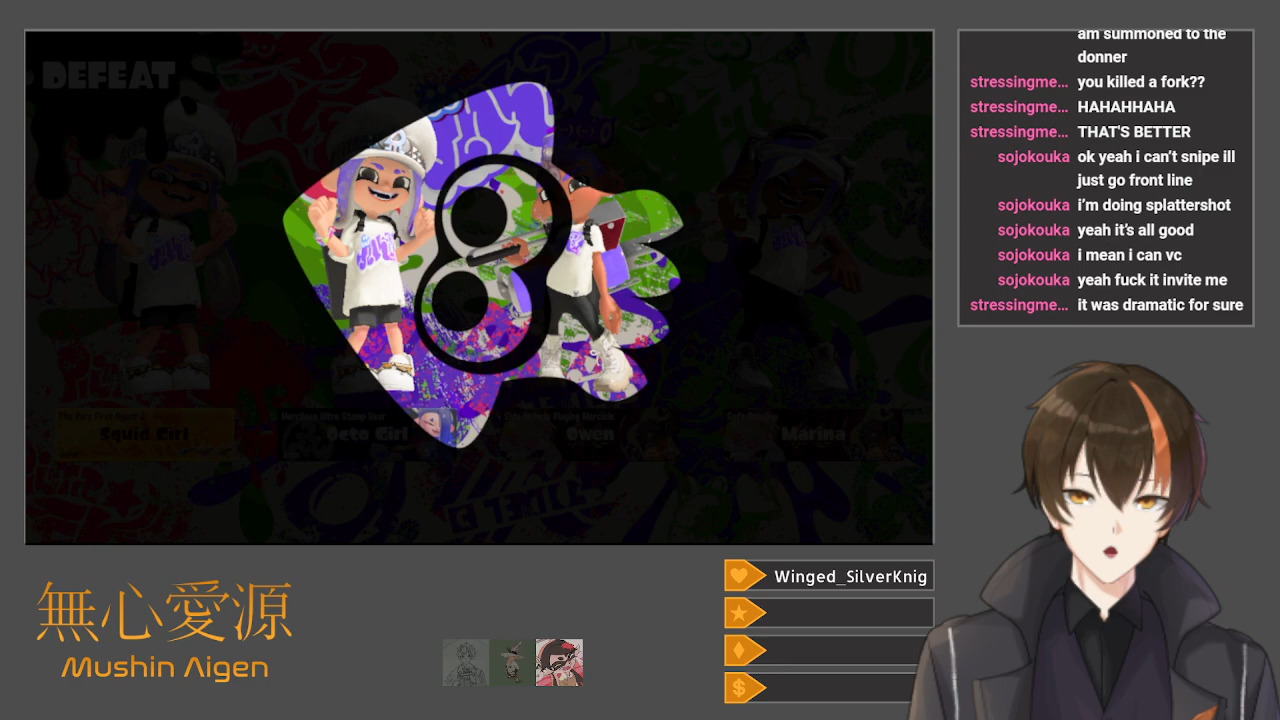 DEFEAT
Squid Girl
Octo Girl
Owen
Marina
am summoned to the
donner
stressingme... you killed a fork??
stressingme... HAHAHHAHA
stressingme... THAT'S BETTER
sojokouka ok yeah i can't snipe ill
just go front line
sojokouka i'm doing splattershot
sojokouka yeah it's all good
sojokouka i mean i can vc
sojokouka yeah fuck it invite me
stressingme... it was dramatic for sure
Winged_SilverKnig
無心愛源
Mushin Aigen